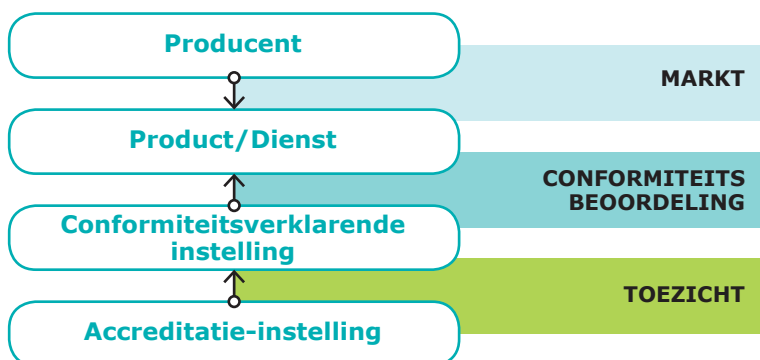 Producent
MARKT
Product/Dienst
CONFORMITEITS
BEOORDELING
Conformiteitsverklarende
instelling
TOEZICHT
Accreditatie-instelling